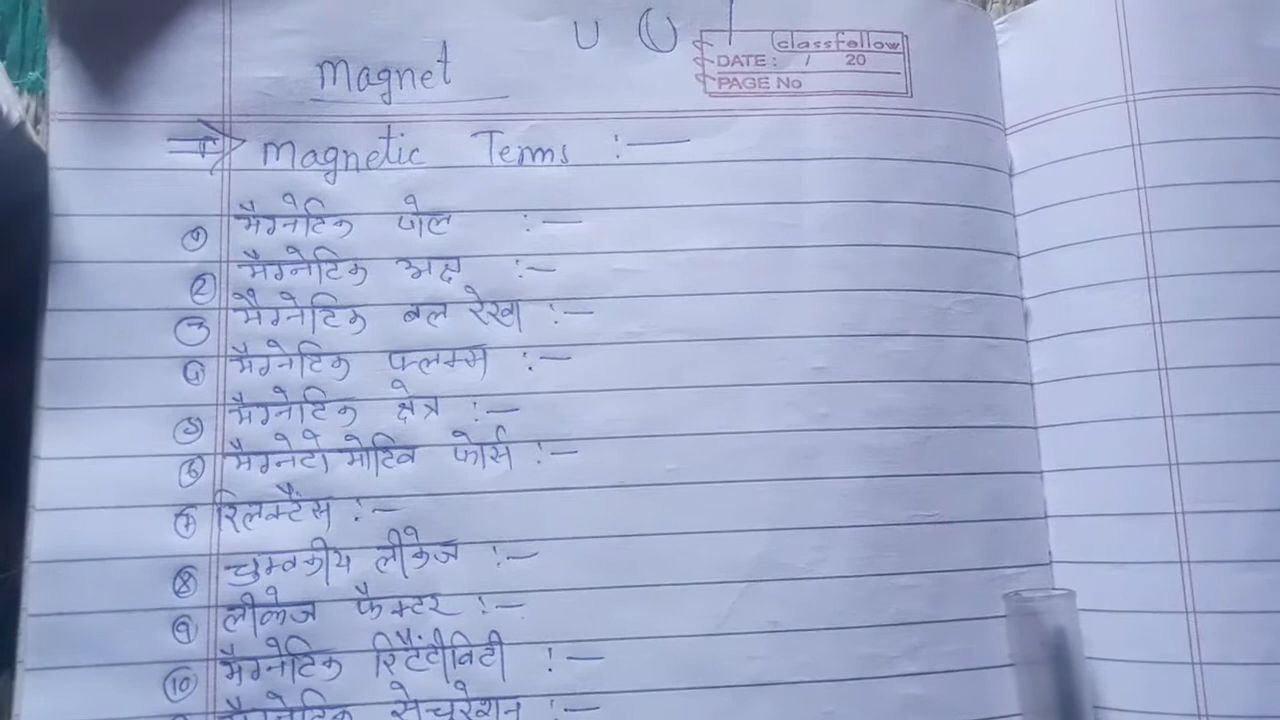 classfellow
DATE : / 20
PAGE No
Magnet
⇒ Magnetic Terms :—
① मैग्नेटिक पोल :—
② मैग्नेटिक अक्ष :—
③ मैग्नेटिक बल रेखा :—
④ मैग्नेटिक फ्लक्स :—
⑤ मैग्नेटिक क्षेत्र :—
⑥ मैग्नेटो मोटिव फोर्स :—
⑦ रिलक्टैंस :—
⑧ चुम्बकीय लीकेज :—
⑨ लीकेज फैक्टर :—
⑩ मैग्नेटिक रिटैंटीविटी :—
मैग्नेटिक सेचुरेशन :—